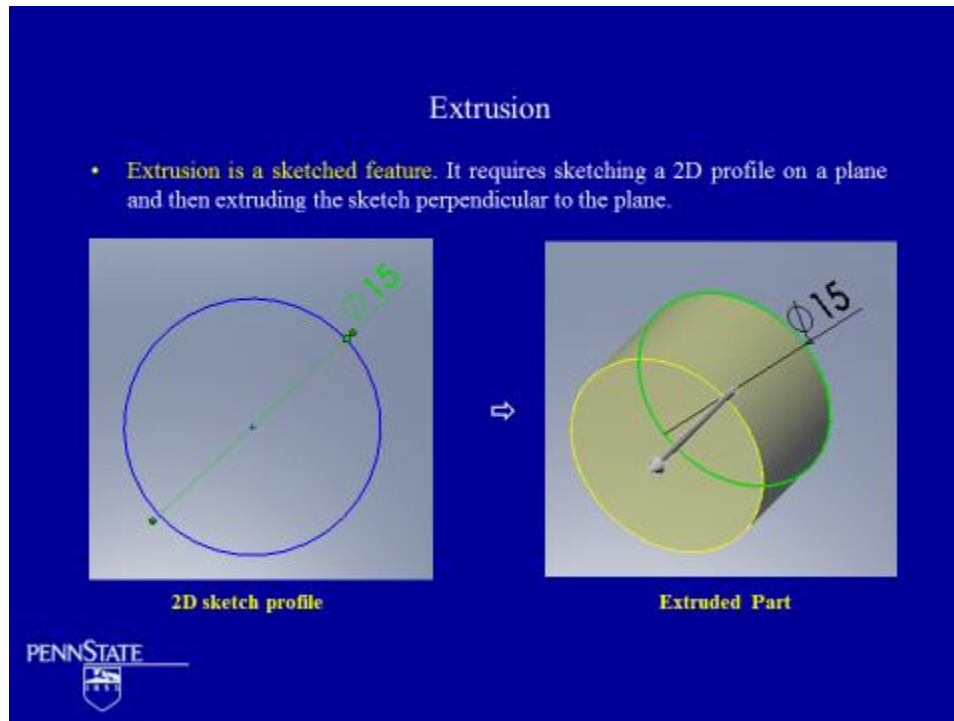 Extrusion
• Extrusion is a sketched feature. It requires sketching a 2D profile on a plane
and then extruding the sketch perpendicular to the plane.
∅15
∅15
⇨
2D sketch profile
Extruded Part
PENNSTATE
1855